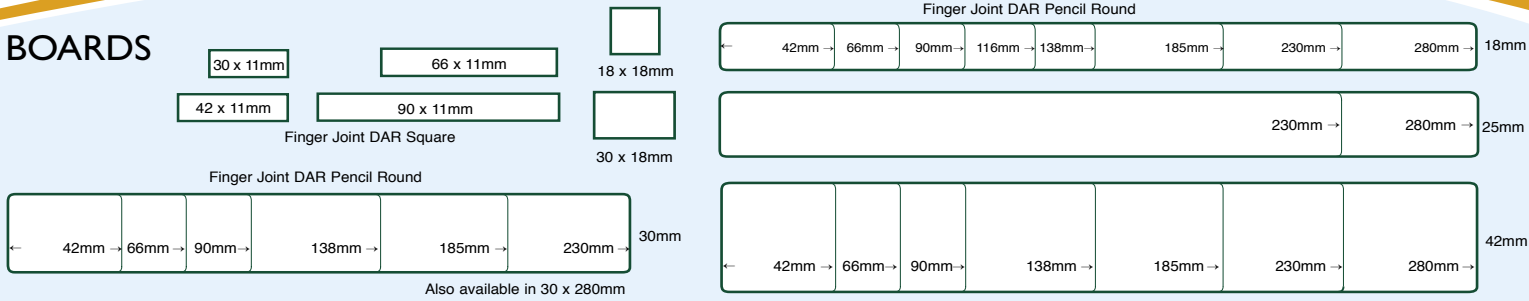 BOARDS
30 x 11mm
66 x 11mm
42 x 11mm
90 x 11mm
Finger Joint DAR Square
18 x 18mm
30 x 18mm
Finger Joint DAR Pencil Round
← 42mm → 66mm → 90mm → 138mm → 185mm → 230mm → 30mm
Also available in 30 x 280mm
Finger Joint DAR Pencil Round
← 42mm → 66mm → 90mm → 116mm → 138mm → 185mm → 230mm → 280mm → 18mm
230mm → 280mm → 25mm
← 42mm → 66mm → 90mm → 138mm → 185mm → 230mm → 280mm → 42mm